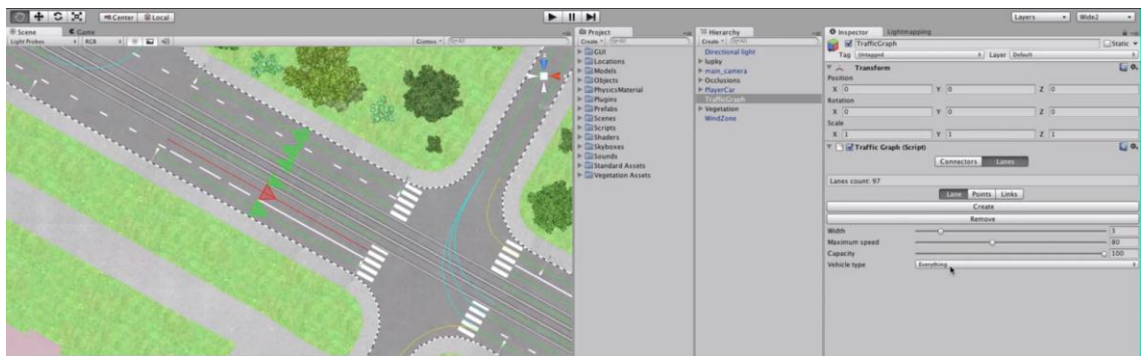 Center Local
Layers Wide2
Scene Game
Light Probes RGB Gizmos
Project
Create
GUI
Locations
Models
Objects
PhysicsMaterial
Plugins
Prefabs
Scenes
Scripts
Shaders
Skyboxes
Sounds
Standard Assets
Vegetation Assets
Hierarchy
Create
Directional light
lupky
main_camera
Occlusions
PlayerCar
TrafficGraph
Vegetation
WindZone
Inspector Lightmapping
TrafficGraph Static
Tag Untagged Layer Default
Transform
Position
X 0 Y 0 Z 0
Rotation
X 0 Y 0 Z 0
Scale
X 1 Y 1 Z 1
Traffic Graph (Script)
Connectors Lanes
Lanes count: 97
Lane Points Links
Create
Remove
Width 3
Maximum speed 80
Capacity 100
Vehicle type Everything